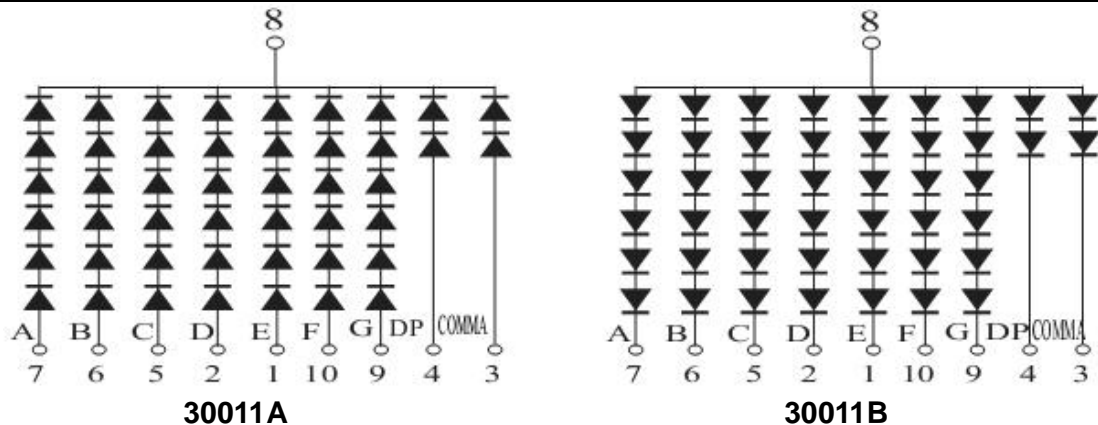 8 8
A B C D E F G DP COMMA A B C D E F G DP COMMA
7 6 5 2 1 10 9 4 3 7 6 5 2 1 10 9 4 3
30011A 30011B